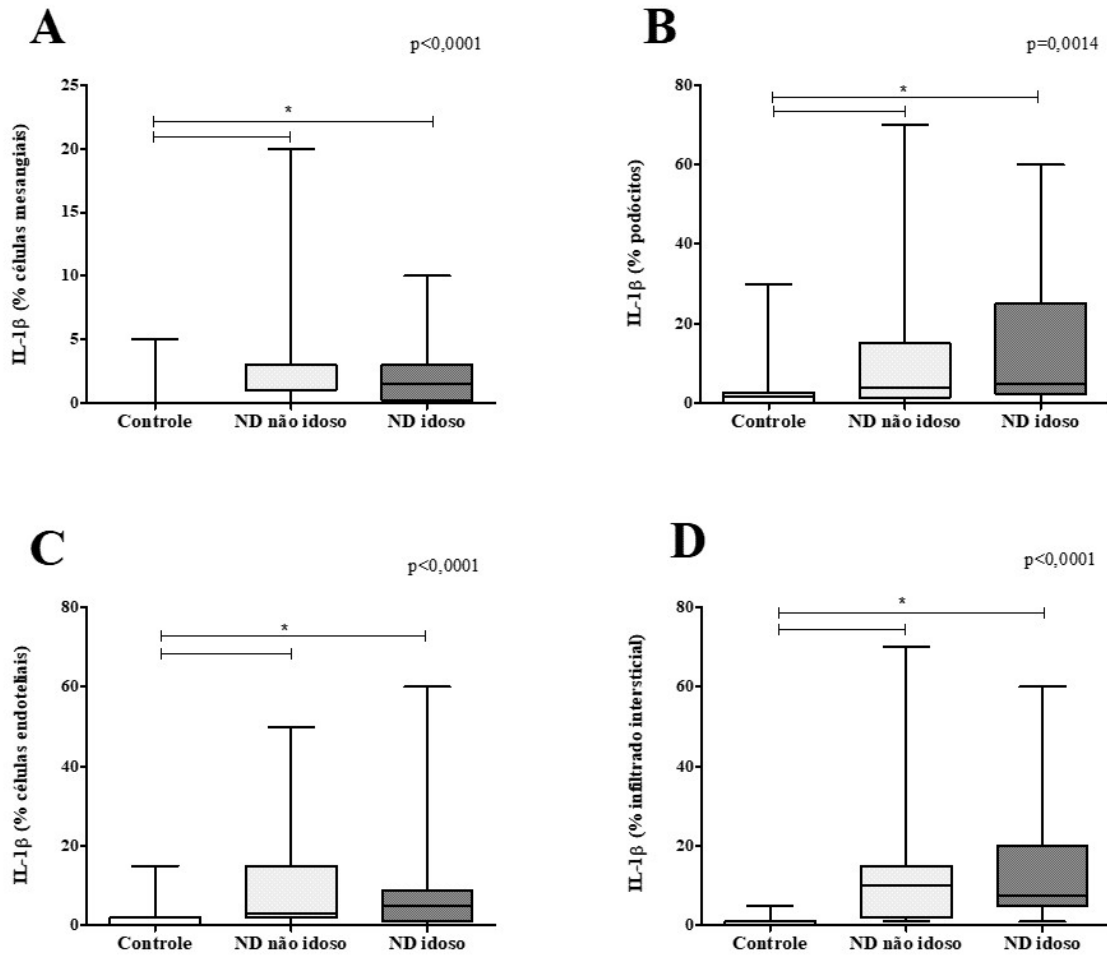 A
p<0,0001
IL-1β (% células mesangiais)
25
20
15
10
5
0
*
Controle ND não idoso ND idoso
B
p=0,0014
IL-1β (% podócitos)
80
60
40
20
0
*
Controle ND não idoso ND idoso
C
p<0,0001
IL-1β (% células endoteliais)
80
60
40
20
0
*
Controle ND não idoso ND idoso
D
p<0,0001
IL-1β (% infiltrado intersticial)
80
60
40
20
0
*
Controle ND não idoso ND idoso